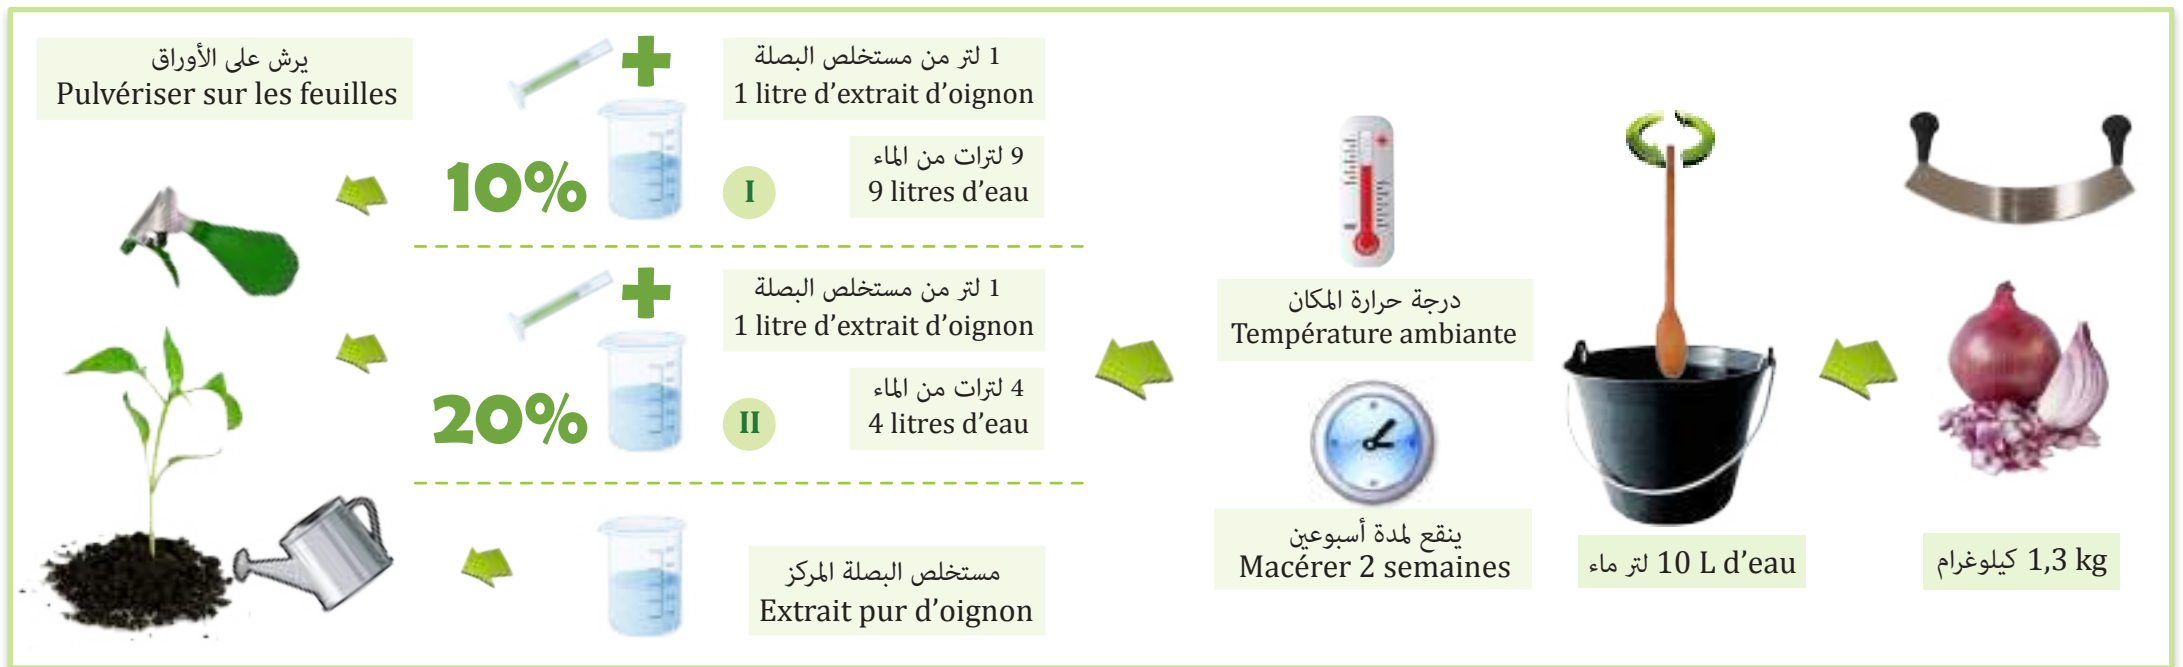 1,3 kg كيلوغرام
10 L d’eau لتر ماء
درجة حرارة المكان
Température ambiante
ينقع لمدة أسبوعين
Macérer 2 semaines
1 لتر من مستخلص البصلة
1 litre d’extrait d’oignon
9 لترات من الماء
9 litres d’eau
I
10%
1 لتر من مستخلص البصلة
1 litre d’extrait d’oignon
4 لترات من الماء
4 litres d’eau
II
20%
مستخلص البصلة المركز
Extrait pur d’oignon
يرش على الأوراق
Pulvériser sur les feuilles